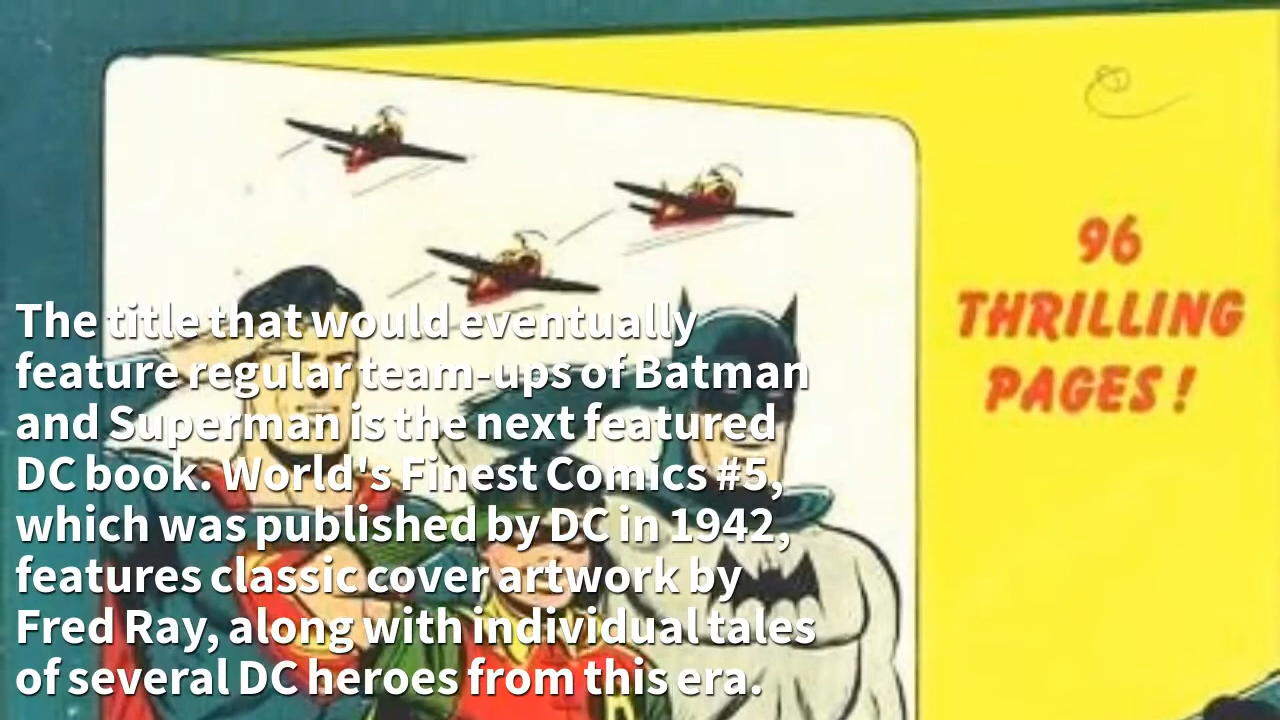 96
THRILLING
PAGES!
The title that would eventually
feature regular team-ups of Batman
and Superman is the next featured
DC book. World's Finest Comics #5,
which was published by DC in 1942,
features classic cover artwork by
Fred Ray, along with individual tales
of several DC heroes from this era.